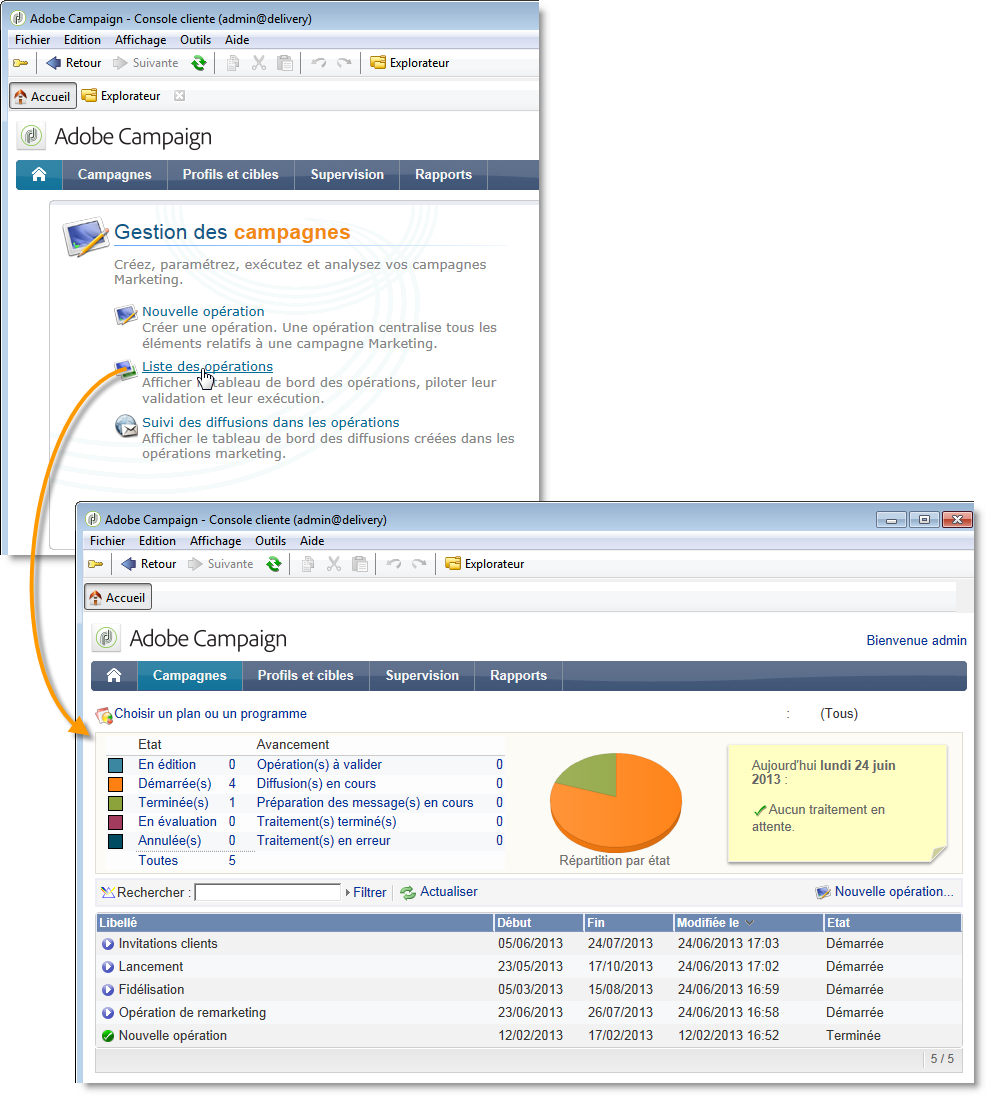 Adobe Campaign - Console cliente (admin@delivery)
Fichier Edition Affichage Outils Aide
Retour Suivante Explorateur
Accueil Explorateur
Adobe Campaign
Campagnes Profils et cibles Supervision Rapports
Gestion des campagnes
Créez, paramétrez, exécutez et analysez vos campagnes
Marketing.
Nouvelle opération
Créer une opération. Une opération centralise tous les
éléments relatifs à une campagne Marketing.
Liste des opérations
Afficher tableau de bord des opérations, piloter leur
validation et leur exécution.
Suivi des diffusions dans les opérations
Afficher le tableau de bord des diffusions créées dans les
opérations marketing.
Adobe Campaign - Console cliente (admin@delivery)
Fichier Edition Affichage Outils Aide
Retour Suivante Explorateur
Accueil
Adobe Campaign
Bienvenue admin
Campagnes Profils et cibles Supervision Rapports
Choisir un plan ou un programme : (Tous)
Etat Avancement
En édition 0 Opération(s) à valider 0
Démarrée(s) 4 Diffusion(s) en cours 0
Terminée(s) 1 Préparation des message(s) en cours 0
En évaluation 0 Traitement(s) terminé(s) 0
Annulée(s) 0 Traitement(s) en erreur 0
Toutes 5
Répartition par état
Aujourd'hui lundi 24 juin
2013 :
Aucun traitement en
attente.
Rechercher : Filtrer Actualiser Nouvelle opération...
Libellé Début Fin Modifiée le Etat
Invitations clients 05/06/2013 24/07/2013 24/06/2013 17:03 Démarrée
Lancement 23/05/2013 17/10/2013 24/06/2013 17:02 Démarrée
Fidélisation 05/03/2013 15/08/2013 24/06/2013 16:59 Démarrée
Opération de remarketing 23/06/2013 26/07/2013 24/06/2013 16:58 Démarrée
Nouvelle opération 12/02/2013 17/02/2013 12/02/2013 16:52 Terminée
5 / 5